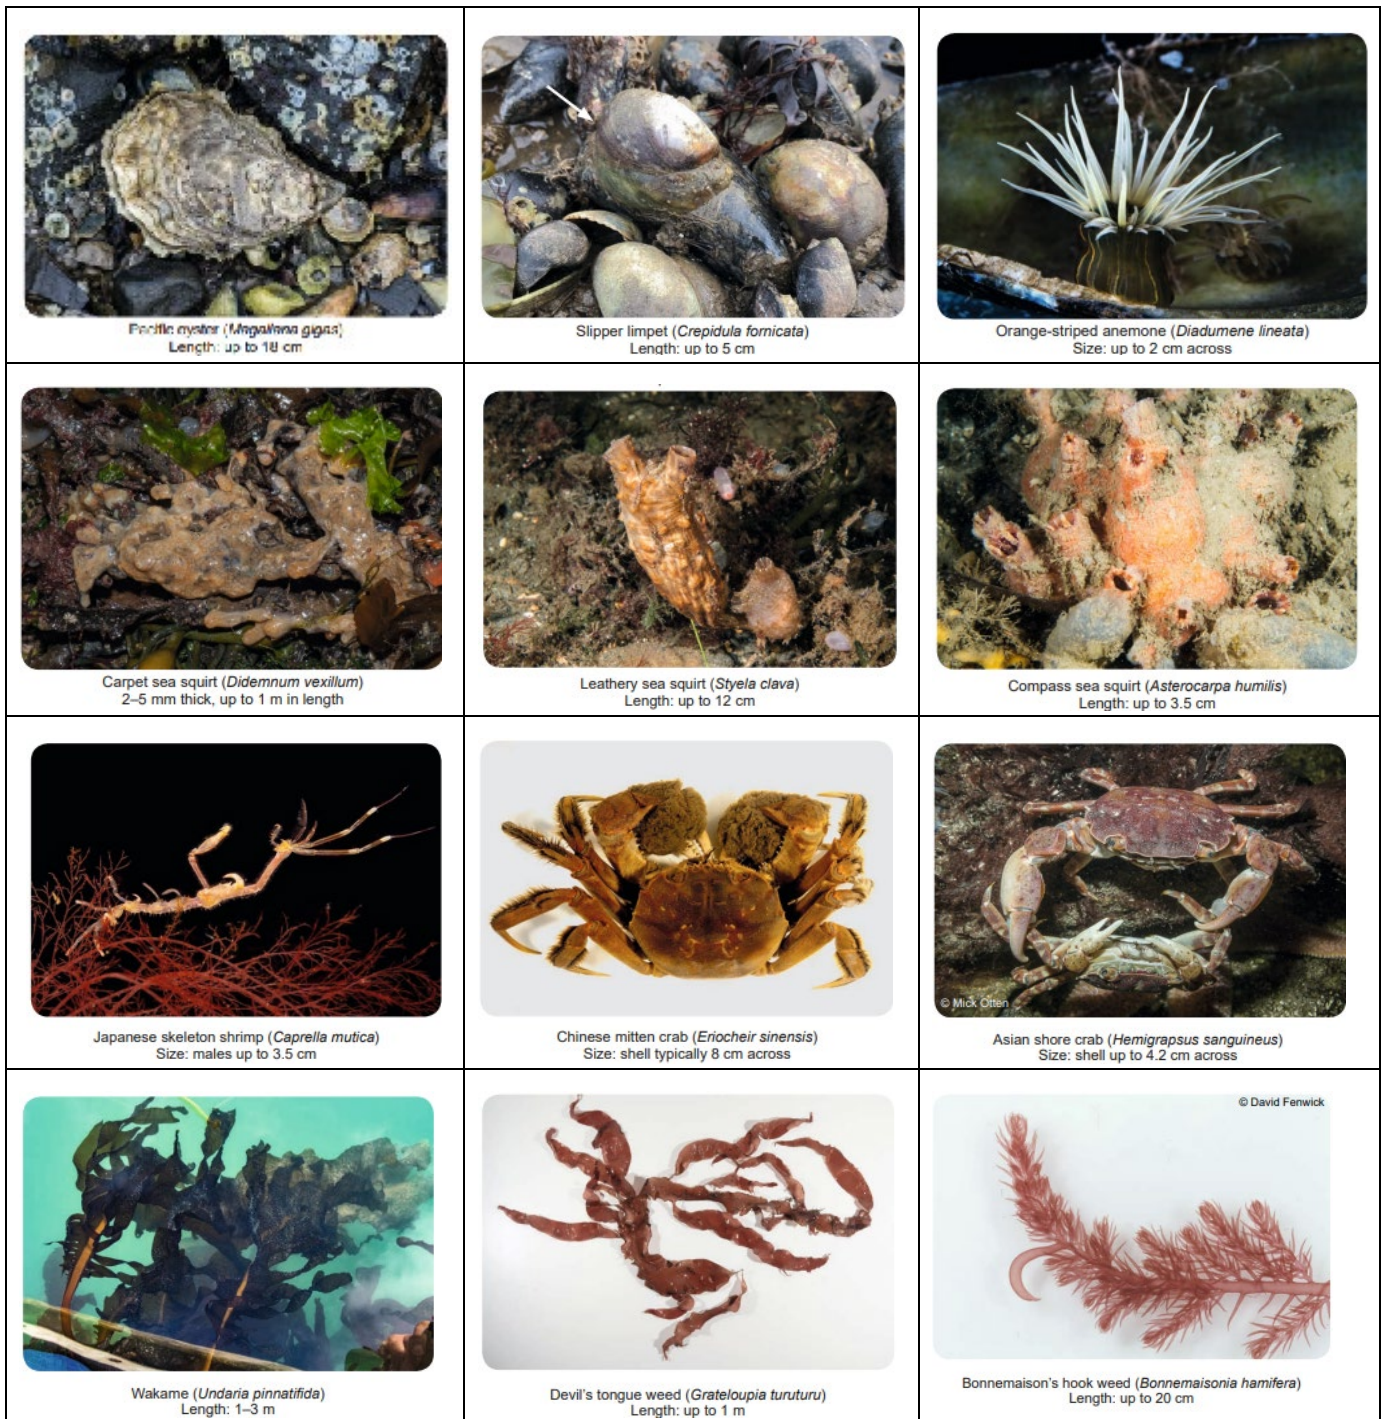 Pacific oyster (Magallana gigas)
Length: up to 18 cm
Slipper limpet (Crepidula fornicata)
Length: up to 5 cm
Orange-striped anemone (Diadumene lineata)
Size: up to 2 cm across
Carpet sea squirt (Didemnum vexillum)
2–5 mm thick, up to 1 m in length
Leathery sea squirt (Styela clava)
Length: up to 12 cm
Compass sea squirt (Asterocarpa humilis)
Length: up to 3.5 cm
Japanese skeleton shrimp (Caprella mutica)
Size: males up to 3.5 cm
Chinese mitten crab (Eriocheir sinensis)
Size: shell typically 8 cm across
© Mick Otten
Asian shore crab (Hemigrapsus sanguineus)
Size: shell up to 4.2 cm across
Wakame (Undaria pinnatifida)
Length: 1–3 m
Devil's tongue weed (Grateloupia turuturu)
Length: up to 1 m
© David Fenwick
Bonnemaison's hook weed (Bonnemaisonia hamifera)
Length: up to 20 cm